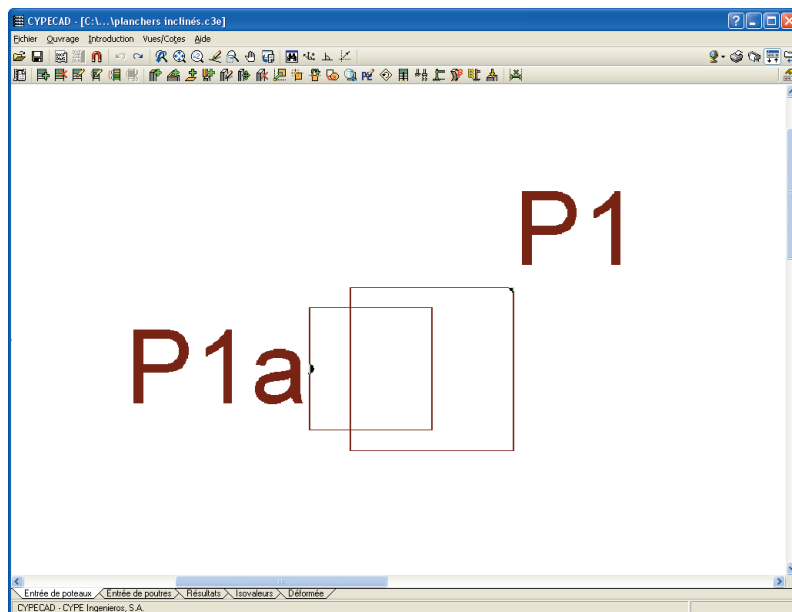 CYPECAD - [C:\...\planchers inclinés.c3e]
Fichier Ouvrage Introduction Vues/Cotes Aide
P1
P1a
Entrée de poteaux Entrée de poutres Résultats Isovaleurs Déformée
CYPECAD - CYPE Ingenieros, S.A.